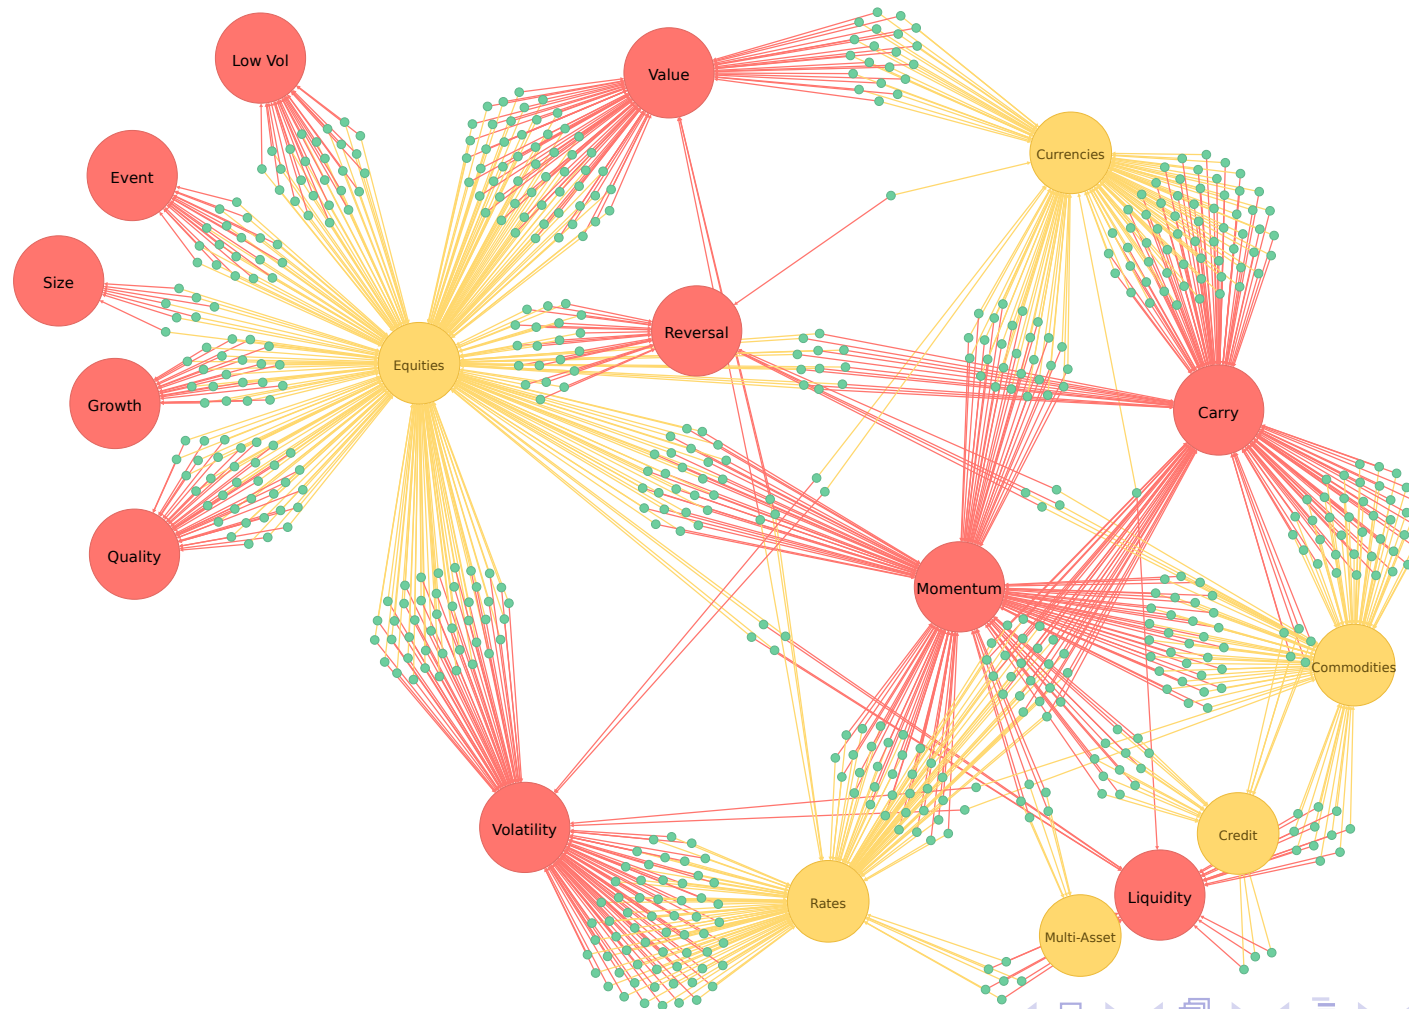 Low Vol
Value
Currencies
Event
Size
Reversal
Equities
Growth
Carry
Quality
Momentum
Commodities
Volatility
Credit
Rates
Liquidity
Multi-Asset